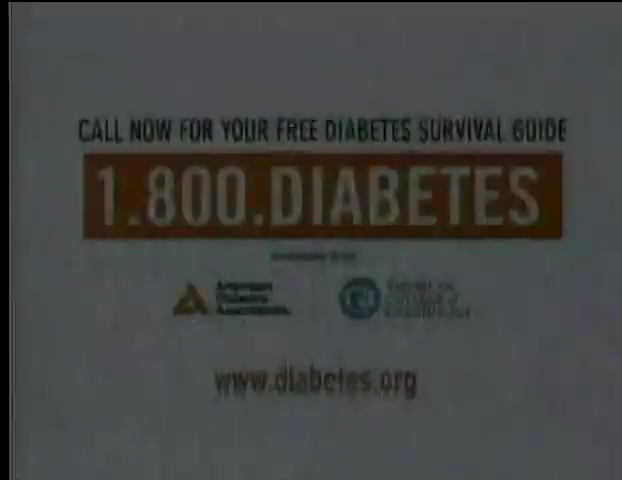 CALL NOW FOR YOUR FREE DIABETES SURVIVAL GUIDE
1.800.DIABETES
American
Diabetes
Association.
www.diabetes.org